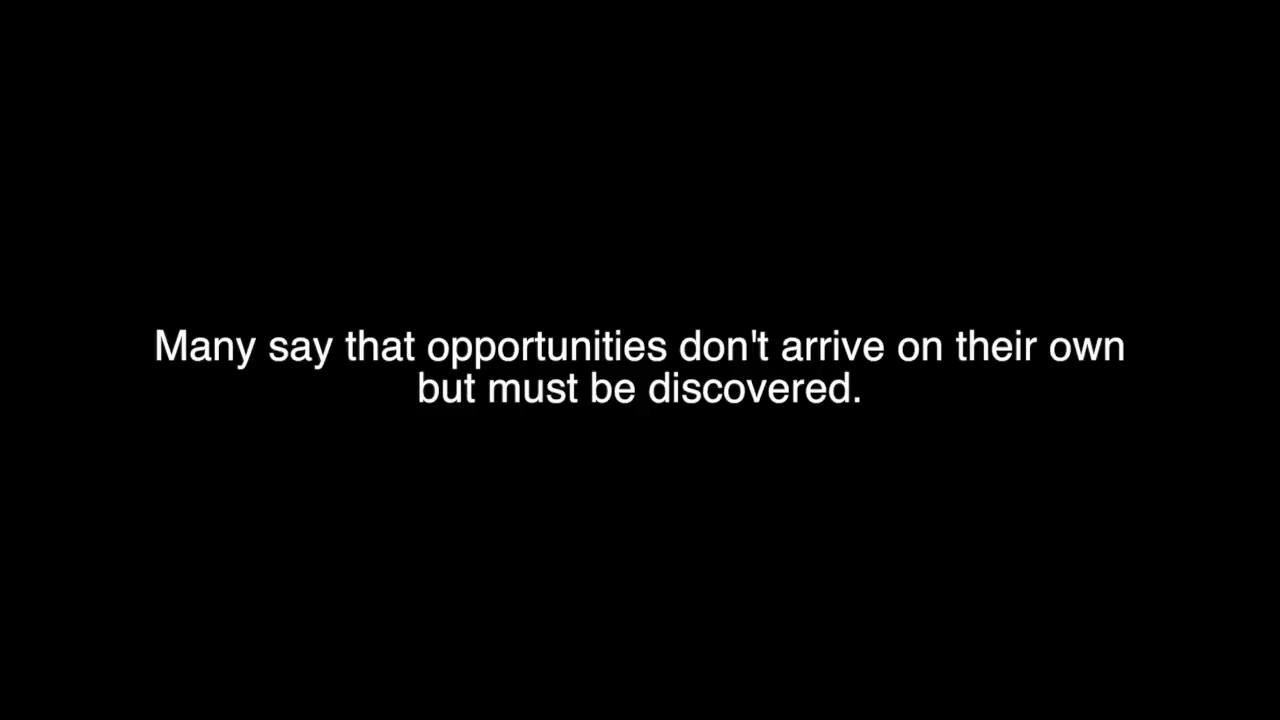 Many say that opportunities don't arrive on their own
but must be discovered.